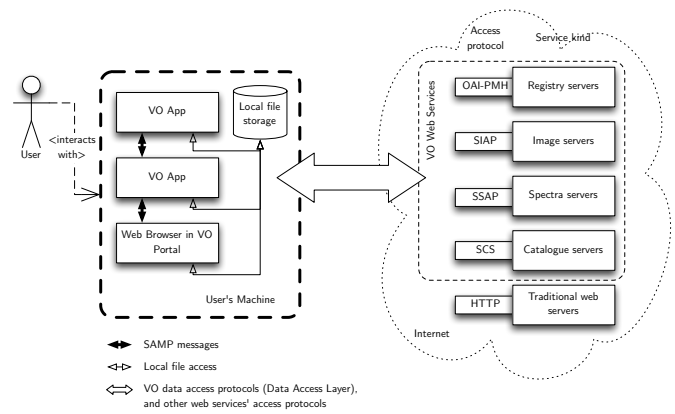 Access
protocol
Service kind
OAI-PMH
Registry servers
VO Web Services
SIAP
Image servers
SSAP
Spectra servers
SCS
Catalogue servers
HTTP
Traditional web
servers
Internet
User
<interacts
with>
VO App
Local file
storage
VO App
Web Browser in VO
Portal
User's Machine
SAMP messages
Local file access
VO data access protocols (Data Access Layer),
and other web services' access protocols